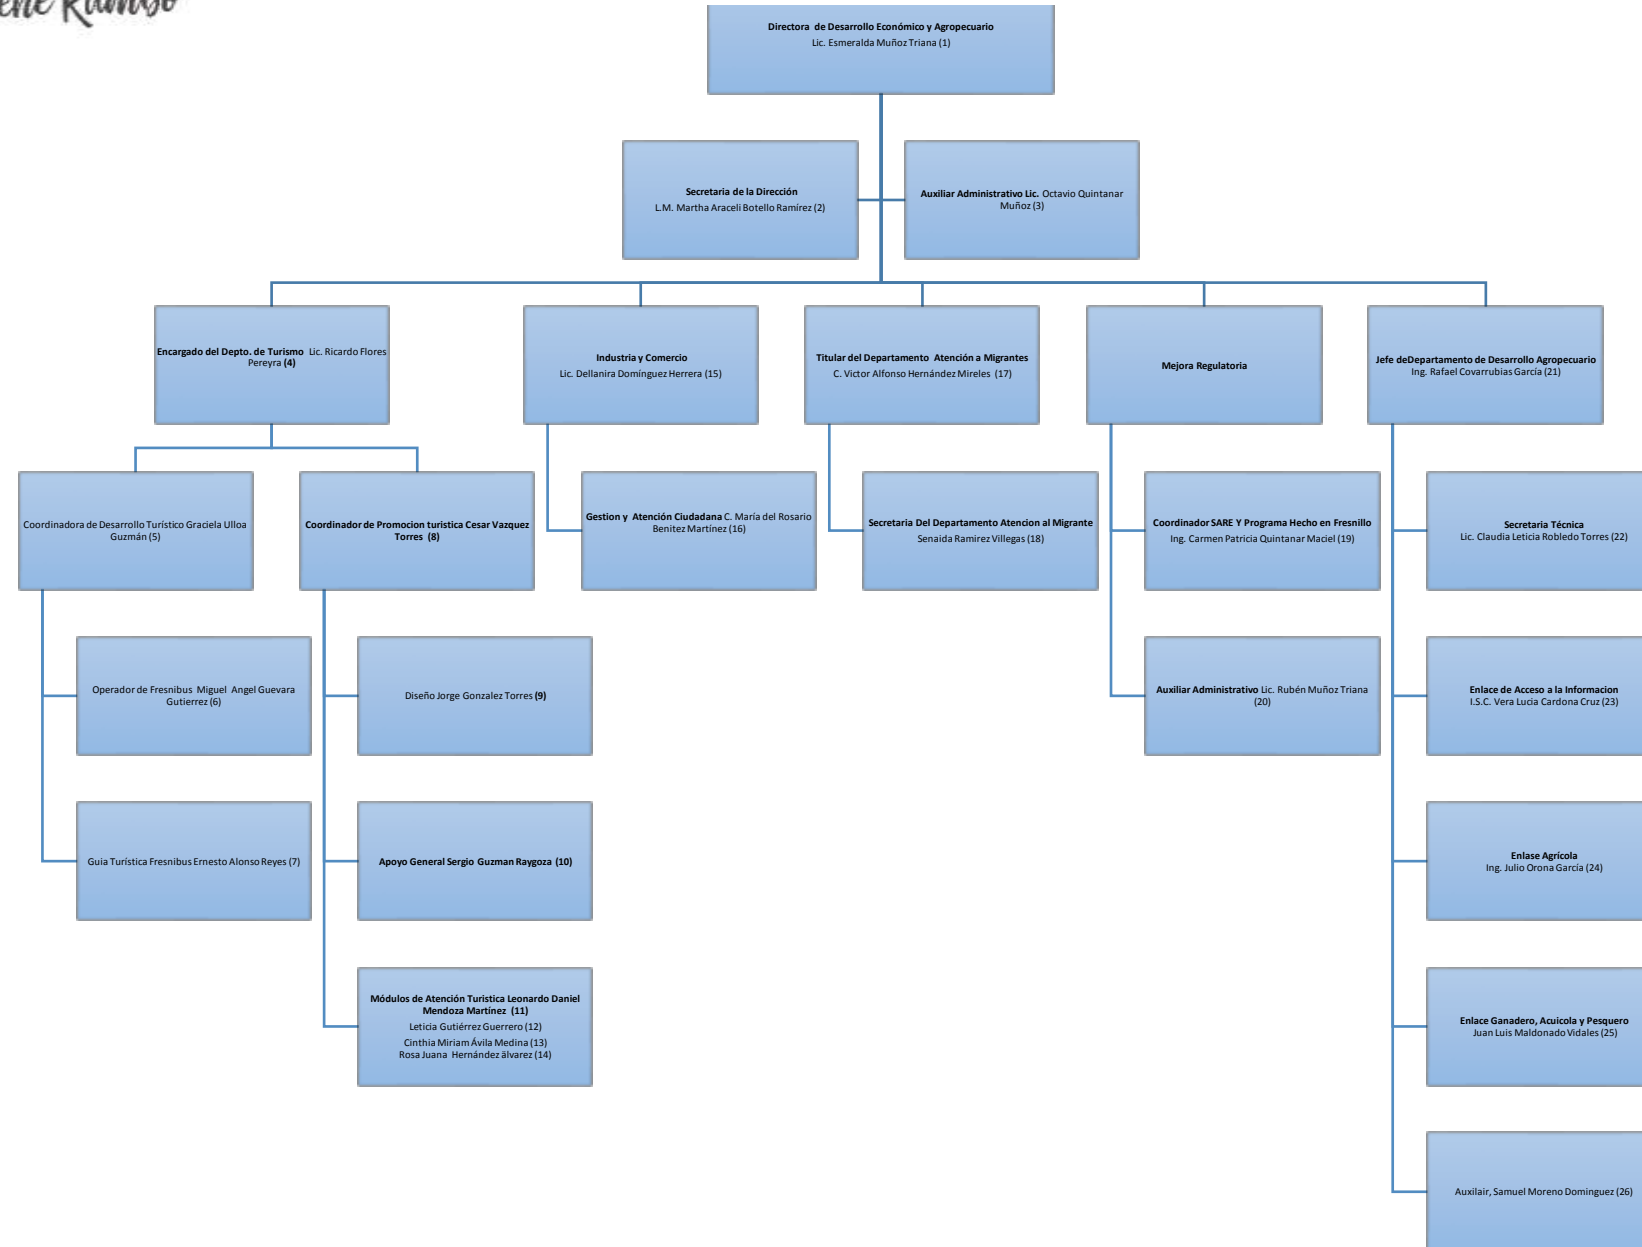 ene Rumbo
Directora de Desarrollo Económico y Agropecuario
Lic. Esmeralda Muñoz Triana (1)
Secretaria de la Dirección
L.M. Martha Araceli Botello Ramírez (2)
Auxiliar Administrativo Lic. Octavio Quintanar
Muñoz (3)
Encargado del Depto. de Turismo Lic. Ricardo Flores
Pereyra (4)
Industria y Comercio
Lic. Dellanira Domínguez Herrera (15)
Titular del Departamento Atención a Migrantes
C. Victor Alfonso Hernández Mireles (17)
Mejora Regulatoria
Jefe deDepartamento de Desarrollo Agropecuario
Ing. Rafael Covarrubias García (21)
Coordinadora de Desarrollo Turístico Graciela Ulloa
Guzmán (5)
Coordinador de Promocion turistica Cesar Vazquez
Torres (8)
Gestion y Atención Ciudadana C. María del Rosario
Benitez Martínez (16)
Secretaria Del Departamento Atencion al Migrante
Senaida Ramirez Villegas (18)
Coordinador SARE Y Programa Hecho en Fresnillo
Ing. Carmen Patricia Quintanar Maciel (19)
Secretaria Técnica
Lic. Claudia Leticia Robledo Torres (22)
Operador de Fresnibus Miguel Angel Guevara
Gutierrez (6)
Diseño Jorge Gonzalez Torres (9)
Auxiliar Administrativo Lic. Rubén Muñoz Triana
(20)
Enlace de Acceso a la Informacion
I.S.C. Vera Lucia Cardona Cruz (23)
Guia Turística Fresnibus Ernesto Alonso Reyes (7)
Apoyo General Sergio Guzman Raygoza (10)
Enlase Agrícola
Ing. Julio Orona García (24)
Módulos de Atención Turistica Leonardo Daniel
Mendoza Martínez (11)
Leticia Gutiérrez Guerrero (12)
Cinthia Miriam Ávila Medina (13)
Rosa Juana Hernández älvarez (14)
Enlace Ganadero, Acuicola y Pesquero
Juan Luis Maldonado Vidales (25)
Auxilair, Samuel Moreno Dominguez (26)